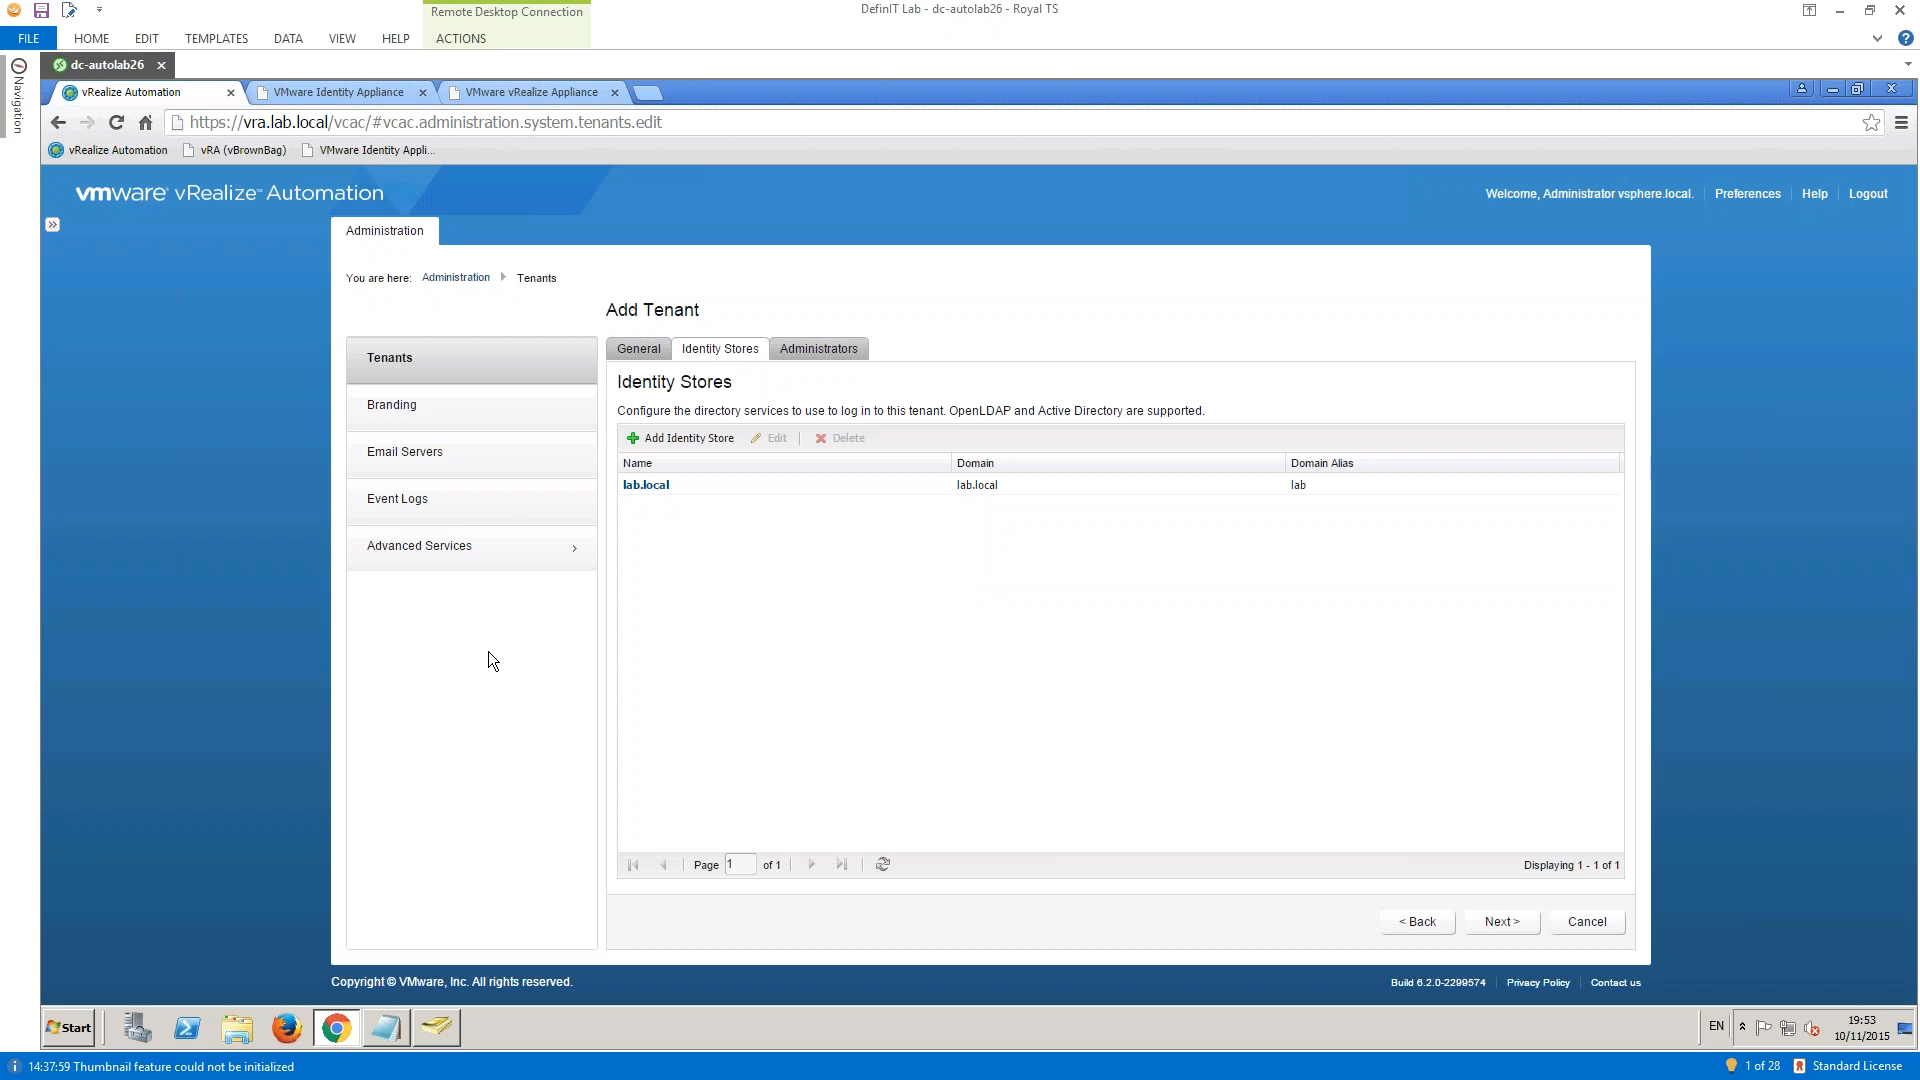 Remote Desktop Connection
DefinIT Lab - dc-autolab26 - Royal TS
FILE HOME EDIT TEMPLATES DATA VIEW HELP ACTIONS
Navigation
dc-autolab26
vRealize Automation
VMware Identity Appliance
VMware vRealize Appliance
https://vra.lab.local/vcac/#vcac.administration.system.tenants.edit
vRealize Automation
vRA (vBrownBag)
VMware Identity Appli...
vmware vRealize™ Automation
Welcome, Administrator vsphere.local. Preferences Help Logout
Administration
You are here: Administration Tenants
Add Tenant
Tenants
Branding
Email Servers
Event Logs
Advanced Services
General Identity Stores Administrators
Identity Stores
Configure the directory services to use to log in to this tenant. OpenLDAP and Active Directory are supported.
Add Identity Store Edit Delete
Name Domain Domain Alias
lab.local lab.local lab
Page 1 of 1
Displaying 1 - 1 of 1
< Back Next > Cancel
Copyright © VMware, Inc. All rights reserved.
Build 6.2.0-2299574 Privacy Policy Contact us
Start
EN
19:53
10/11/2015
14:37:59 Thumbnail feature could not be initialized
1 of 28 Standard License